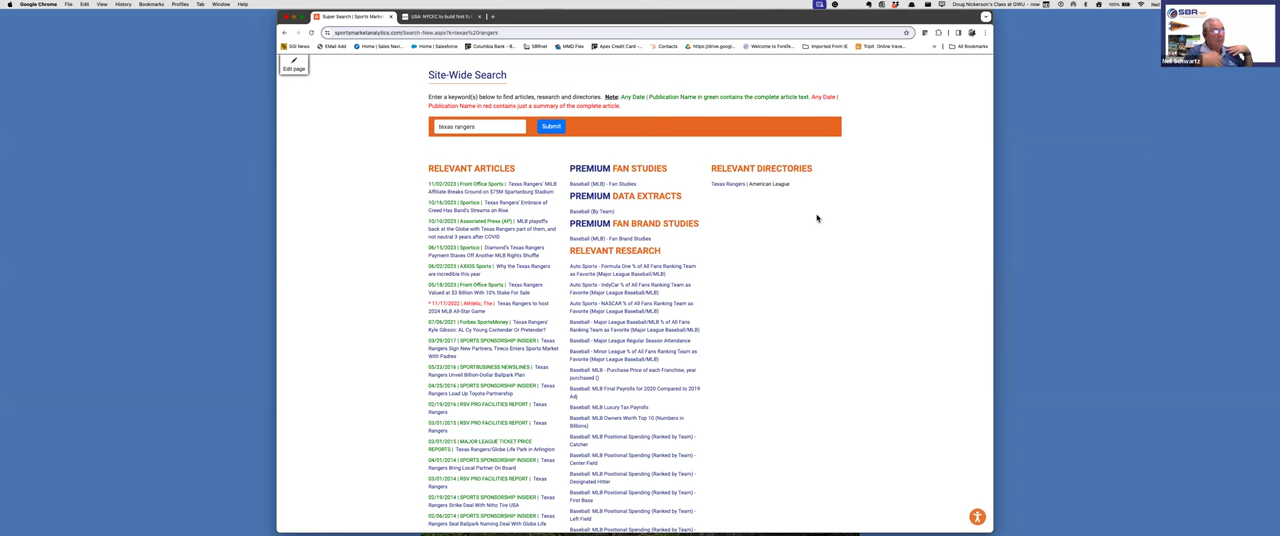 Google Chrome File Edit View History Bookmarks Profiles Tab Window Help
Doug Nickerson's Class at GWU - now
100%
Neil
Super Search | Sports Marke
USA: NYCFC to build first ful
sportsmarketanalytics.com/Search-New.aspx?k=texas%20rangers
SGI News EMail Add Home | Sales Navi... Home | Salesforce Columbia Bank - B... SBRnet MMD Files Apex Credit Card -... Contacts https://drive.googl... Welcome to ForeTe... Imported From IE Triplt Online trave... » All Bookmarks
Edit page
SBRnet
Neil Schwartz
Site-Wide Search
Enter a keyword(s) below to find articles, research and directories. Note: Any Date | Publication Name in green contains the complete article text. Any Date |
Publication Name in red contains just a summary of the complete article.
texas rangers
Submit
RELEVANT ARTICLES
11/02/2023 | Front Office Sports | Texas Rangers' MiLB
Affiliate Breaks Ground on $75M Spartanburg Stadium
10/16/2023 | Sportico | Texas Rangers' Embrace of
Creed Has Band's Streams on Rise
10/10/2023 | Associated Press (AP) | MLB playoffs
back at the Globe with Texas Rangers part of them, and
not neutral 3 years after COVID
06/15/2023 | Sportico | Diamond's Texas Rangers
Payment Staves Off Another MLB Rights Shuffle
06/02/2023 | AXIOS Sports | Why the Texas Rangers
are incredible this year
05/18/2023 | Front Office Sports | Texas Rangers
Valued at $3 Billion With 10% Stake For Sale
* 11/17/2022 | Athletic, The | Texas Rangers to host
2024 MLB All-Star Game
07/06/2021 | Forbes SportsMoney | Texas Rangers'
Kyle Gibson: AL Cy Young Contender Or Pretender?
03/29/2017 | SPORTS SPONSORSHIP INSIDER | Texas
Rangers Sign New Partners, Tireco Enters Sports Market
With Padres
05/23/2016 | SPORTBUSINESS NEWSLINES | Texas
Rangers Unveil Billion-Dollar Ballpark Plan
04/25/2016 | SPORTS SPONSORSHIP INSIDER | Texas
Rangers Load Up Toyota Partnership
02/19/2016 | RSV PRO FACILITIES REPORT | Texas
Rangers
03/01/2015 | RSV PRO FACILITIES REPORT | Texas
Rangers
03/01/2015 | MAJOR LEAGUE TICKET PRICE
REPORTS | Texas Rangers/Globe Life Park in Arlington
04/01/2014 | SPORTS SPONSORSHIP INSIDER | Texas
Rangers Bring Local Partner On Board
03/01/2014 | RSV PRO FACILITIES REPORT | Texas
Rangers
02/19/2014 | SPORTS SPONSORSHIP INSIDER | Texas
Rangers Strike Deal With Nitto Tire USA
02/06/2014 | SPORTS SPONSORSHIP INSIDER | Texas
Rangers Seal Ballpark Naming Deal With Globe Life
PREMIUM FAN STUDIES
Baseball (MLB) - Fan Studies
PREMIUM DATA EXTRACTS
Baseball (By Team)
PREMIUM FAN BRAND STUDIES
Baseball (MLB) - Fan Brand Studies
RELEVANT RESEARCH
Auto Sports - Formula One % of All Fans Ranking Team
as Favorite (Major League Baseball/MLB)
Auto Sports - IndyCar % of All Fans Ranking Team as
Favorite (Major League Baseball/MLB)
Auto Sports - NASCAR % of All Fans Ranking Team as
Favorite (Major League Baseball/MLB)
Baseball - Major League Baseball/MLB % of All Fans
Ranking Team as Favorite (Major League Baseball/MLB)
Baseball - Major League Regular Season Attendance
Baseball - Minor League % of All Fans Ranking Team as
Favorite (Major League Baseball/MLB)
Baseball: MLB - Purchase Price of each Franchise, year
purchased ()
Baseball: MLB Final Payrolls for 2020 Compared to 2019
Adj
Baseball: MLB Luxury Tax Payrolls
Baseball: MLB Owners Worth Top 10 (Numbers in
Billions)
Baseball: MLB Positional Spending (Ranked by Team) -
Catcher
Baseball: MLB Positional Spending (Ranked by Team) -
Center Field
Baseball: MLB Positional Spending (Ranked by Team) -
Designated Hitter
Baseball: MLB Positional Spending (Ranked by Team) -
First Base
Baseball: MLB Positional Spending (Ranked by Team) -
Left Field
Baseball: MLB Positional Spending (Ranked by Team) -
RELEVANT DIRECTORIES
Texas Rangers | American League